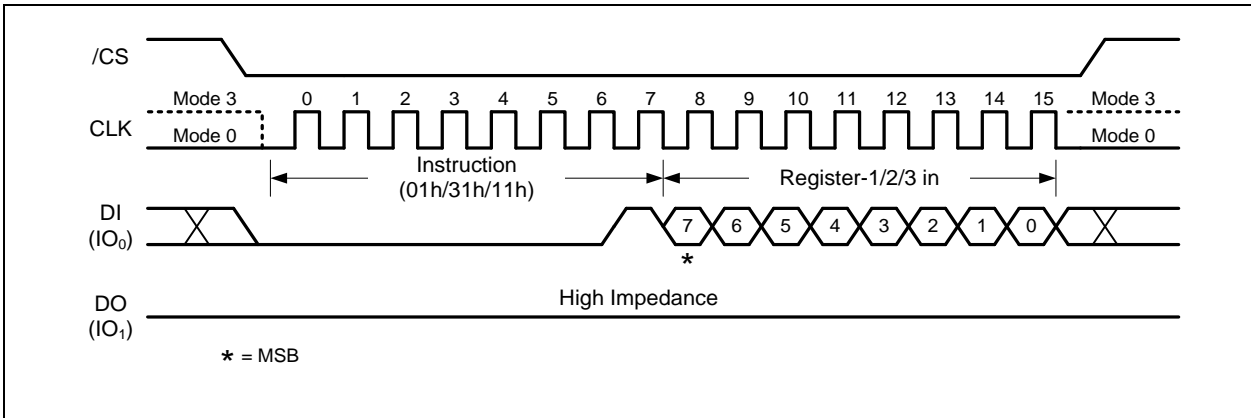 /CS
Mode 3 0 1 2 3 4 5 6 7 8 9 10 11 12 13 14 15 Mode 3
CLK
Mode 0 Mode 0
Instruction
(01h/31h/11h)
Register-1/2/3 in
DI
(IO₀)
7 6 5 4 3 2 1 0
*
High Impedance
DO
(IO₁)
* = MSB